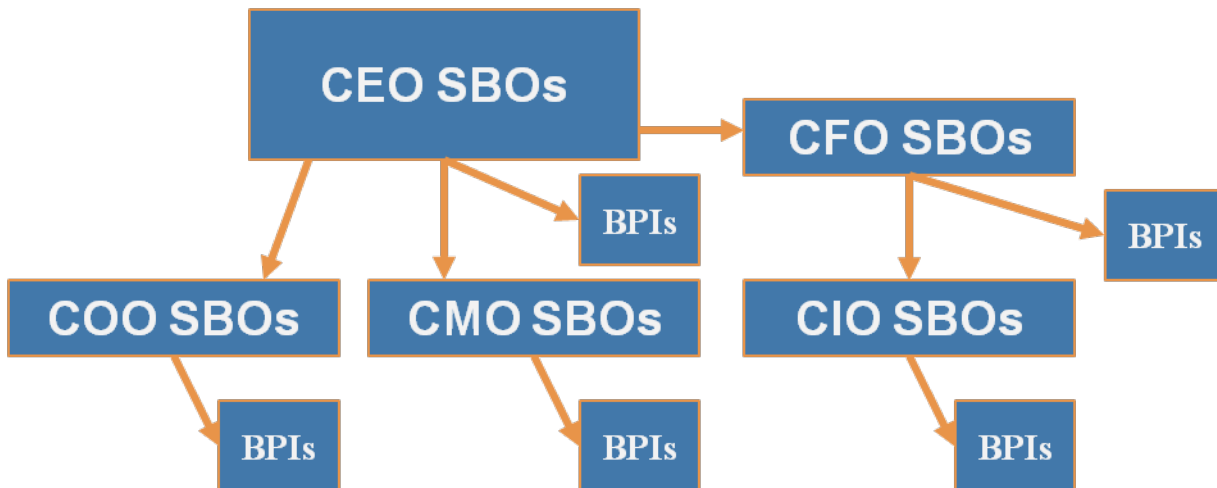 CEO SBOs
CFO SBOs
BPIs
BPIs
COO SBOs
CMO SBOs
CIO SBOs
BPIs
BPIs
BPIs